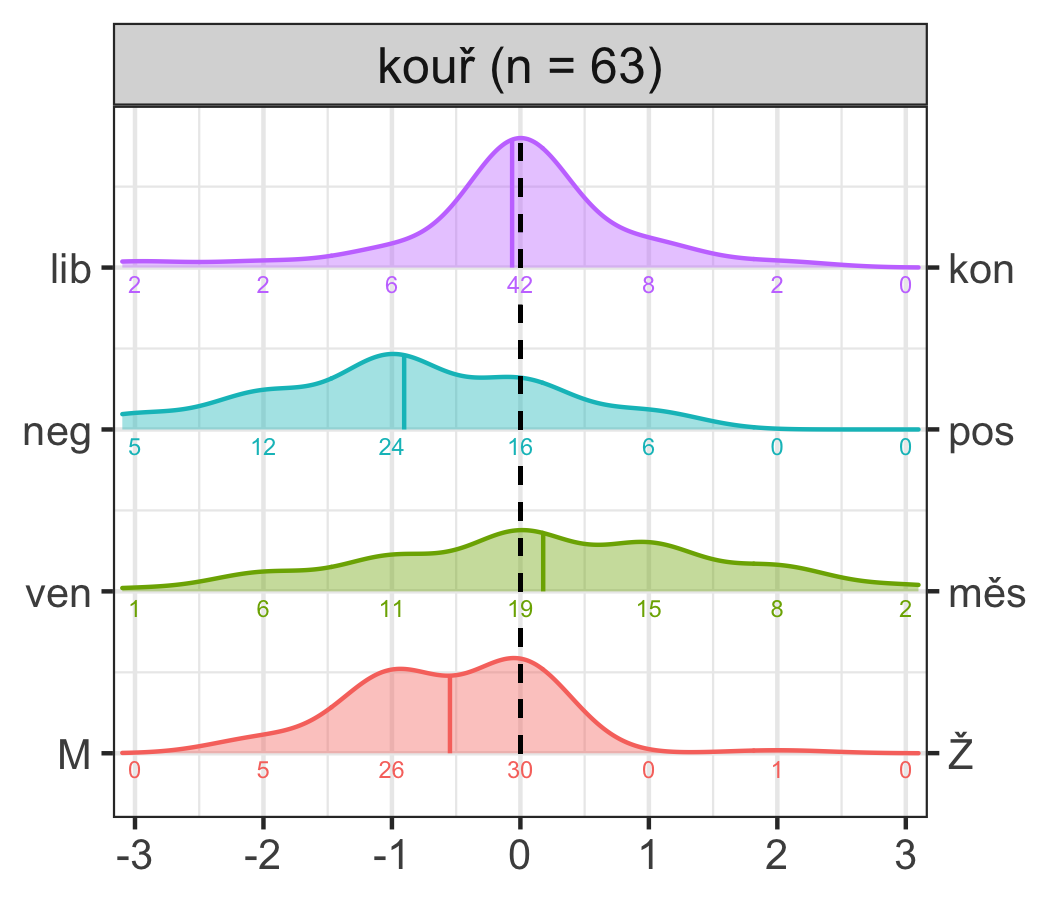 kouř (n = 63)
lib kon
2 2 6 42 8 2 0
neg pos
5 12 24 16 6 0 0
ven měs
1 6 11 19 15 8 2
M Ž
0 5 26 30 0 1 0
-3 -2 -1 0 1 2 3